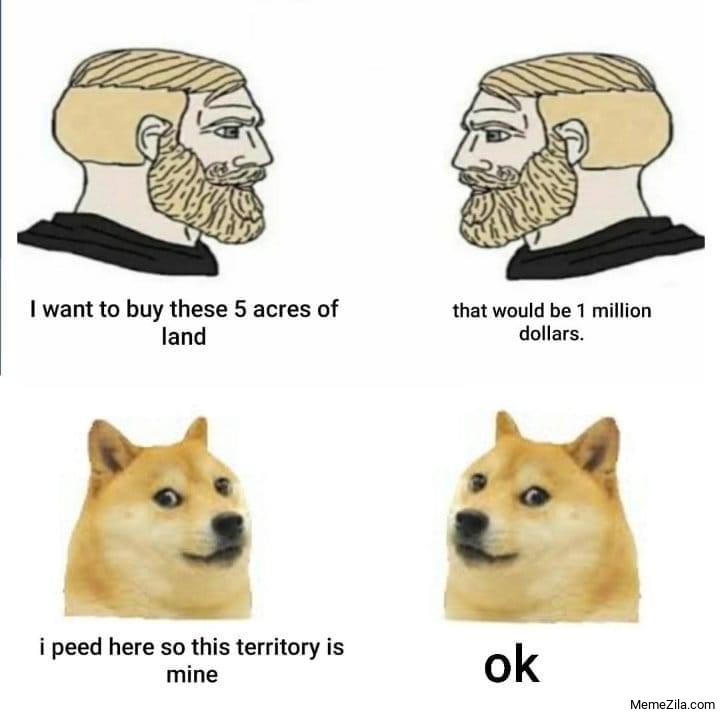 I want to buy these 5 acres of
land
that would be 1 million
dollars.
i peed here so this territory is
mine
ok
MemeZila.com